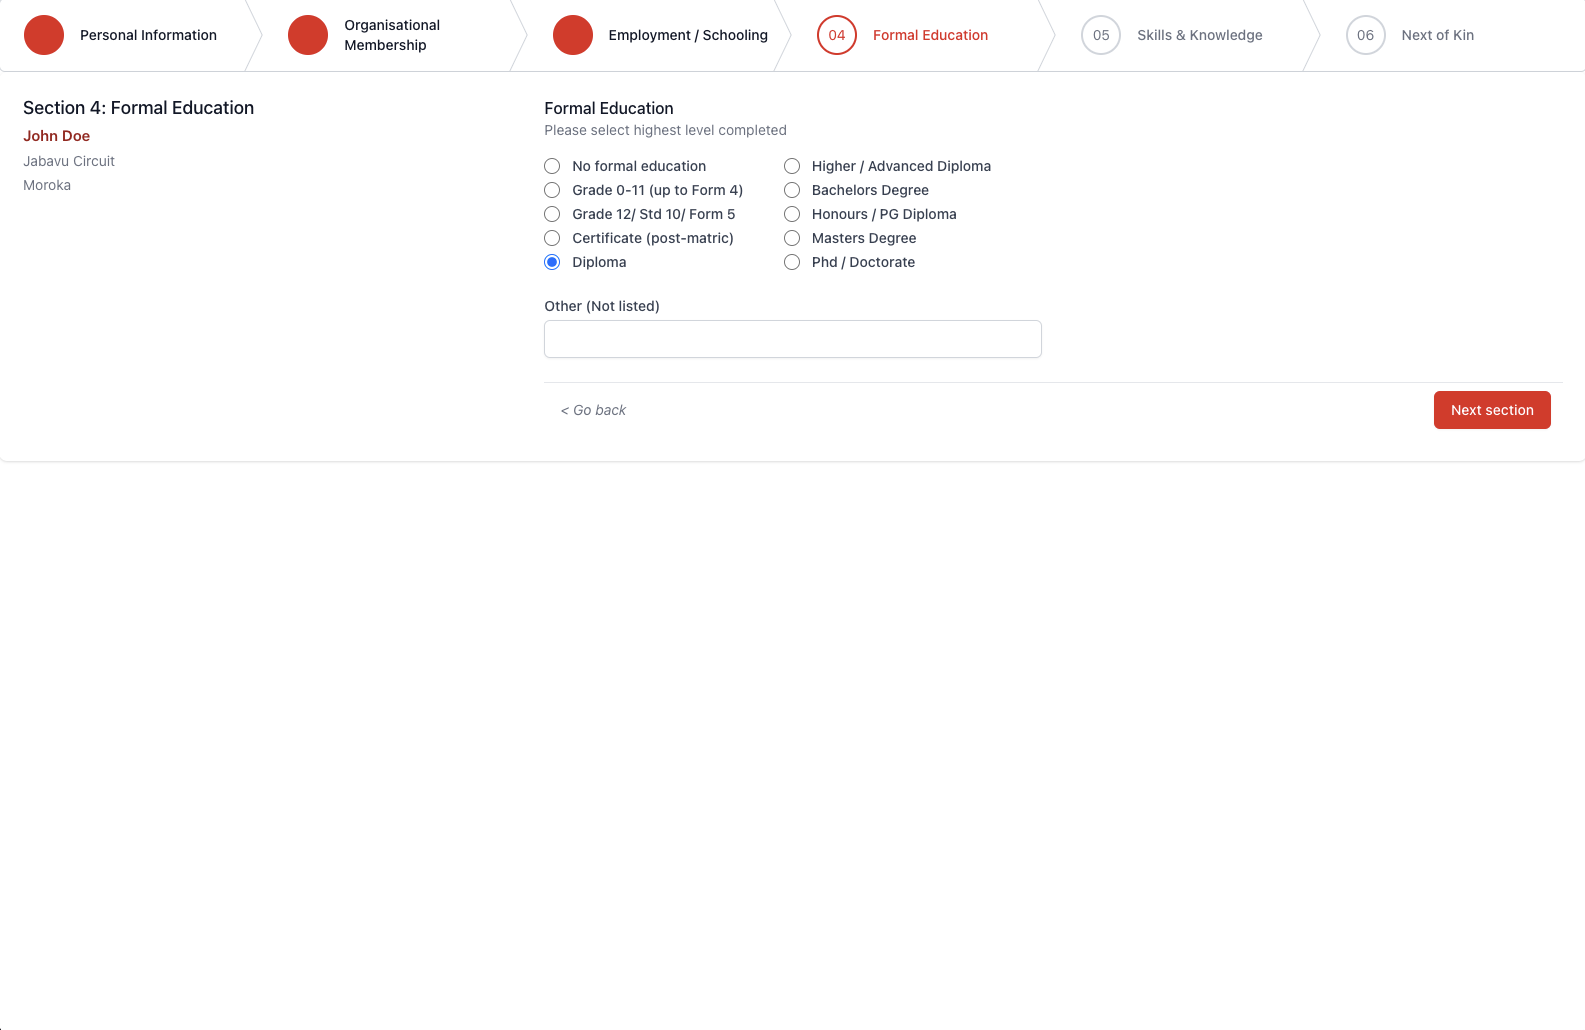 Personal Information
Organisational
Membership
Employment / Schooling
04 Formal Education
05 Skills & Knowledge
06 Next of Kin
Section 4: Formal Education
John Doe
Jabavu Circuit
Moroka
Formal Education
Please select highest level completed
No formal education
Grade 0-11 (up to Form 4)
Grade 12/ Std 10/ Form 5
Certificate (post-matric)
Diploma
Higher / Advanced Diploma
Bachelors Degree
Honours / PG Diploma
Masters Degree
Phd / Doctorate
Other (Not listed)
< Go back
Next section